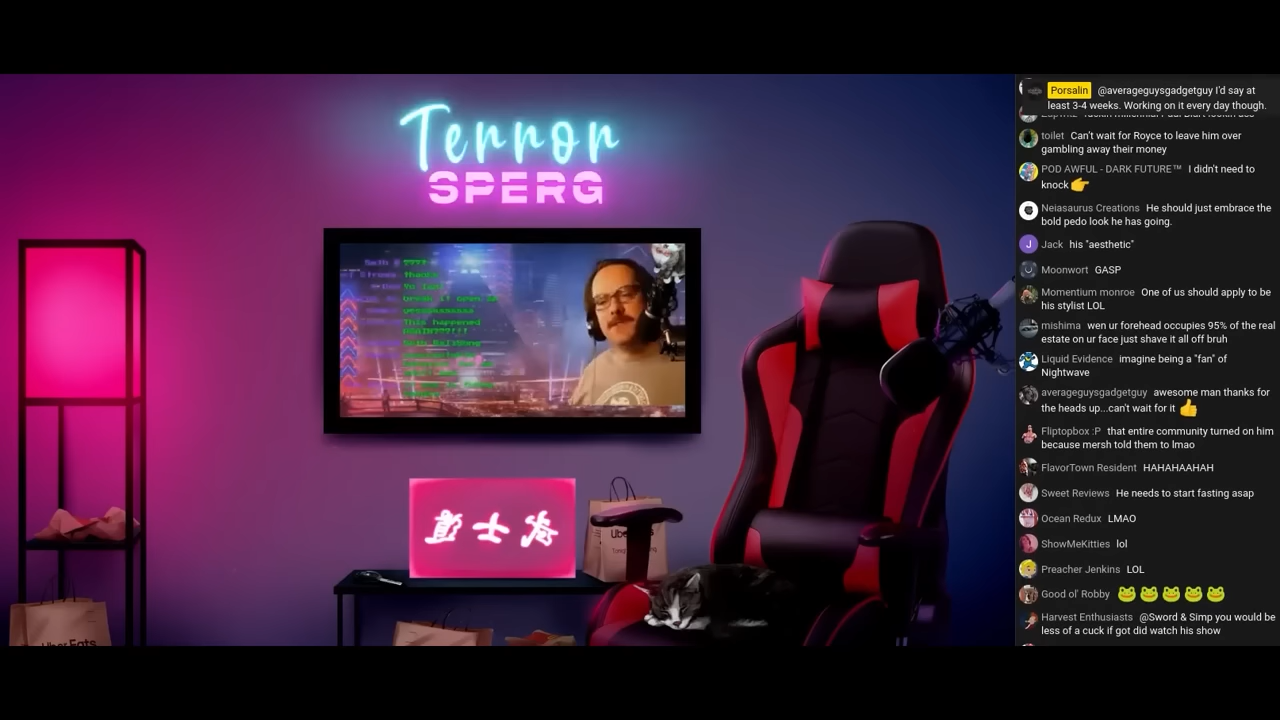 Terror
SPERG
Porsalin @averageguysgadgetguy I'd say at
least 3-4 weeks. Working on it every day though.
toilet Can't wait for Royce to leave him over
gambling away their money
POD AWFUL - DARK FUTURE™ I didn't need to
knock 👉
Neiasaurus Creations He should just embrace the
bold pedo look he has going.
J Jack his "aesthetic"
Moonwort GASP
Momentium monroe One of us should apply to be
his stylist LOL
mishima wen ur forehead occupies 95% of the real
estate on ur face just shave it all off bruh
Liquid Evidence imagine being a "fan" of
Nightwave
averageguysgadgetguy awesome man thanks for
the heads up...can't wait for it 👍
Fliptopbox :P that entire community turned on him
because mersh told them to lmao
FlavorTown Resident HAHAHAAHAH
Sweet Reviews He needs to start fasting asap
Ocean Redux LMAO
ShowMeKitties lol
Preacher Jenkins LOL
Good ol' Robby 🐸🐸🐸🐸🐸
Harvest Enthusiasts @Sword & Simp you would be
less of a cuck if got did watch his show
Uber Eats